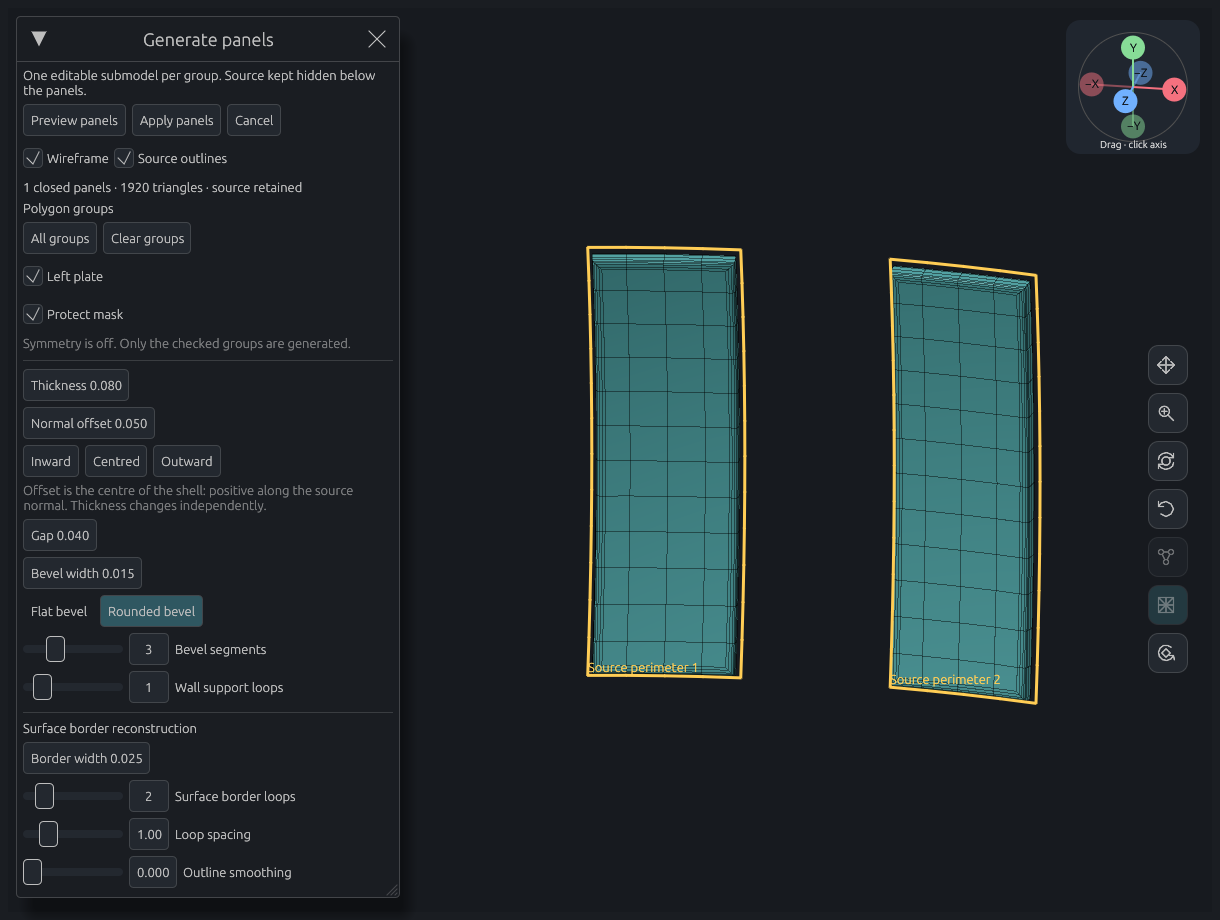 Generate panels
One editable submodel per group. Source kept hidden below
the panels.
Preview panels
Apply panels
Cancel
Wireframe
Source outlines
1 closed panels · 1920 triangles · source retained
Polygon groups
All groups
Clear groups
Left plate
Protect mask
Symmetry is off. Only the checked groups are generated.
Thickness 0.080
Normal offset 0.050
Inward
Centred
Outward
Offset is the centre of the shell: positive along the source
normal. Thickness changes independently.
Gap 0.040
Bevel width 0.015
Flat bevel
Rounded bevel
3 Bevel segments
1 Wall support loops
Surface border reconstruction
Border width 0.025
2 Surface border loops
1.00 Loop spacing
0.000 Outline smoothing
Source perimeter 1
Source perimeter 2
Y
-Z
-X
X
Z
-Y
Drag · click axis